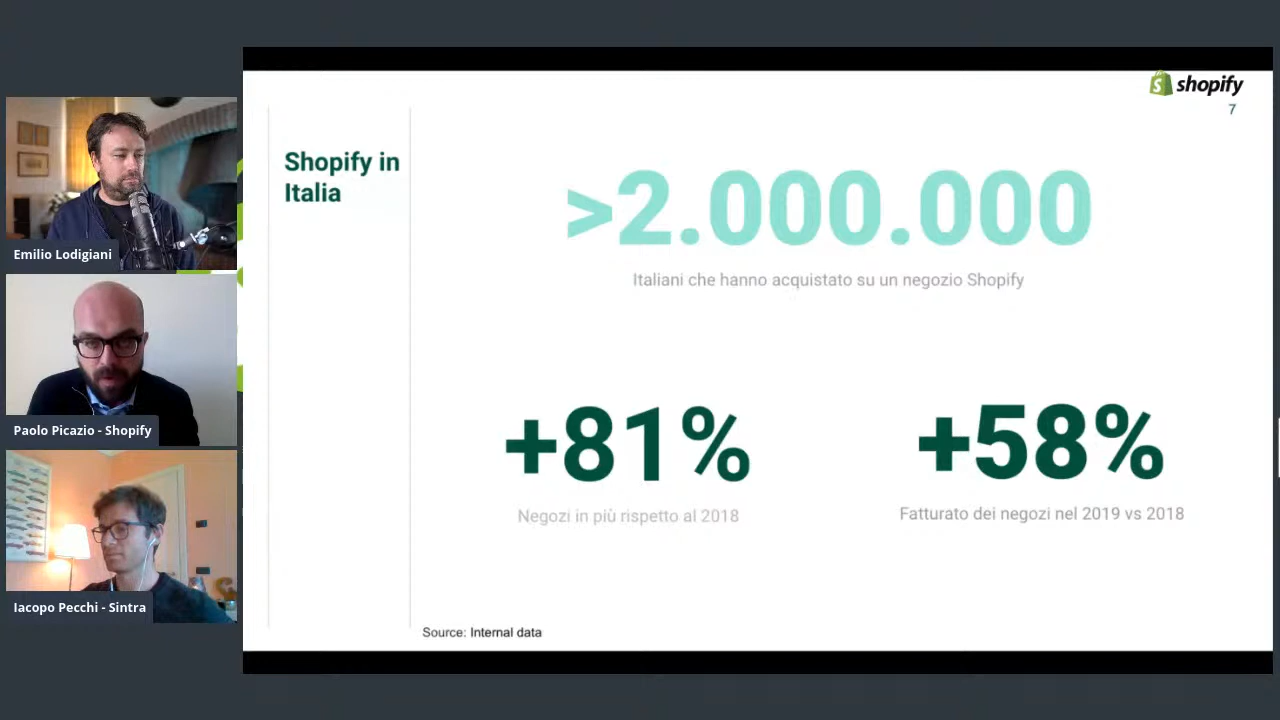 Emilio Lodigiani
Paolo Picazio - Shopify
Iacopo Pecchi - Sintra
shopify
7
Shopify in
Italia
>2.000.000
Italiani che hanno acquistato su un negozio Shopify
+81%
Negozi in più rispetto al 2018
+58%
Fatturato dei negozi nel 2019 vs 2018
Source: Internal data